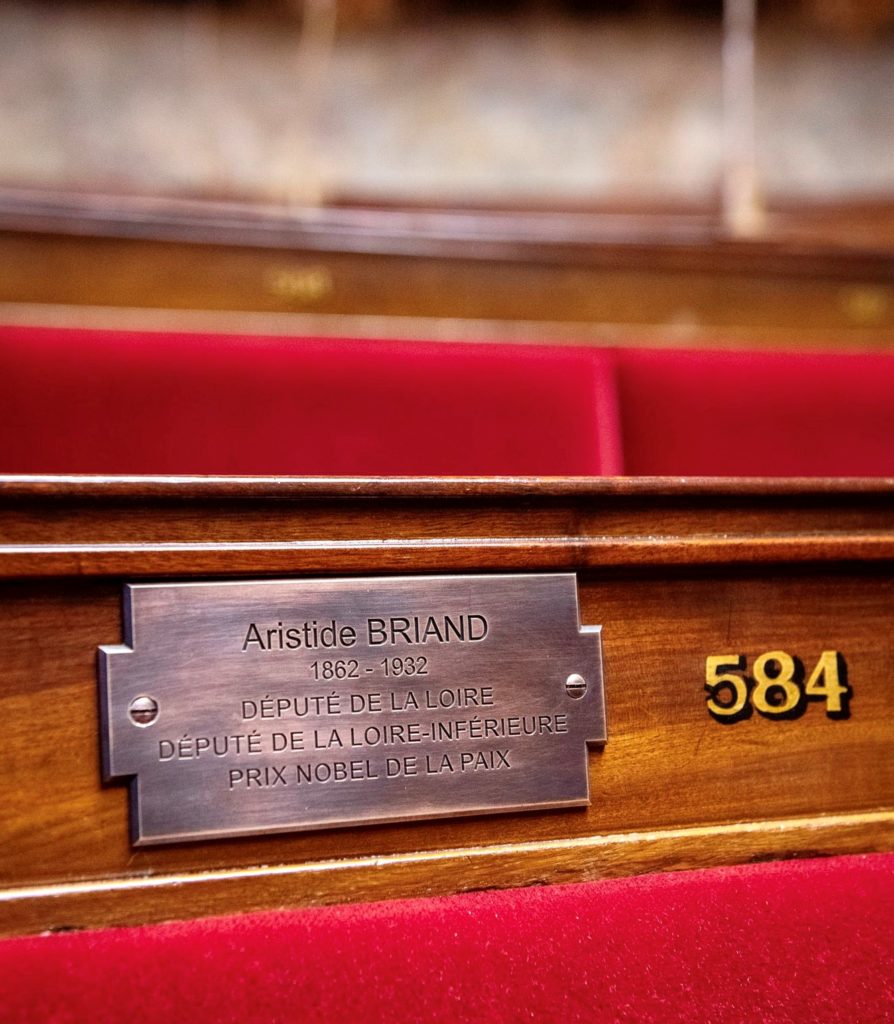 Aristide BRIAND
1862 - 1932
DÉPUTÉ DE LA LOIRE
DÉPUTÉ DE LA LOIRE-INFÉRIEURE
PRIX NOBEL DE LA PAIX
584